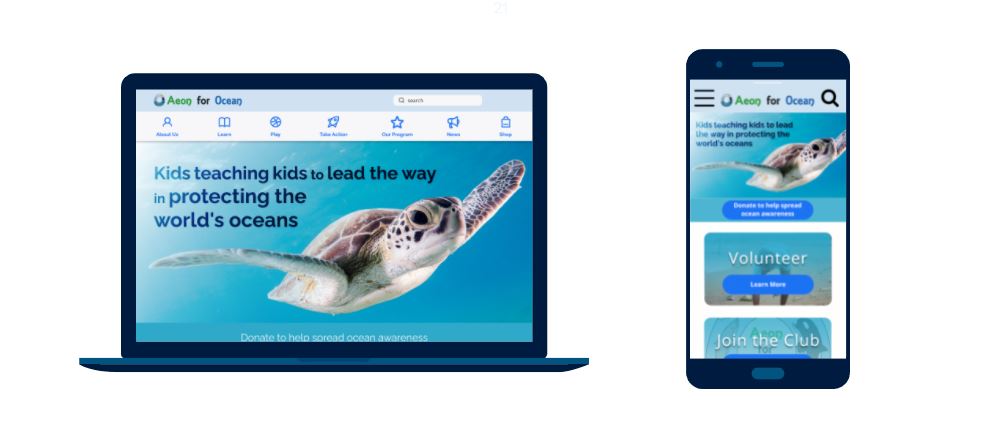 21
Aeon for Ocean
search
About Us Learn Play Take Action Our Program News Shop
Kids teaching kids to lead the way
in protecting the
world's oceans
Donate to help spread ocean awareness
Aeon for Ocean
Kids teaching kids to lead
the way in protecting the
world's oceans
Donate to help spread
ocean awareness
Volunteer
Learn More
Aeon
for
Join the Club